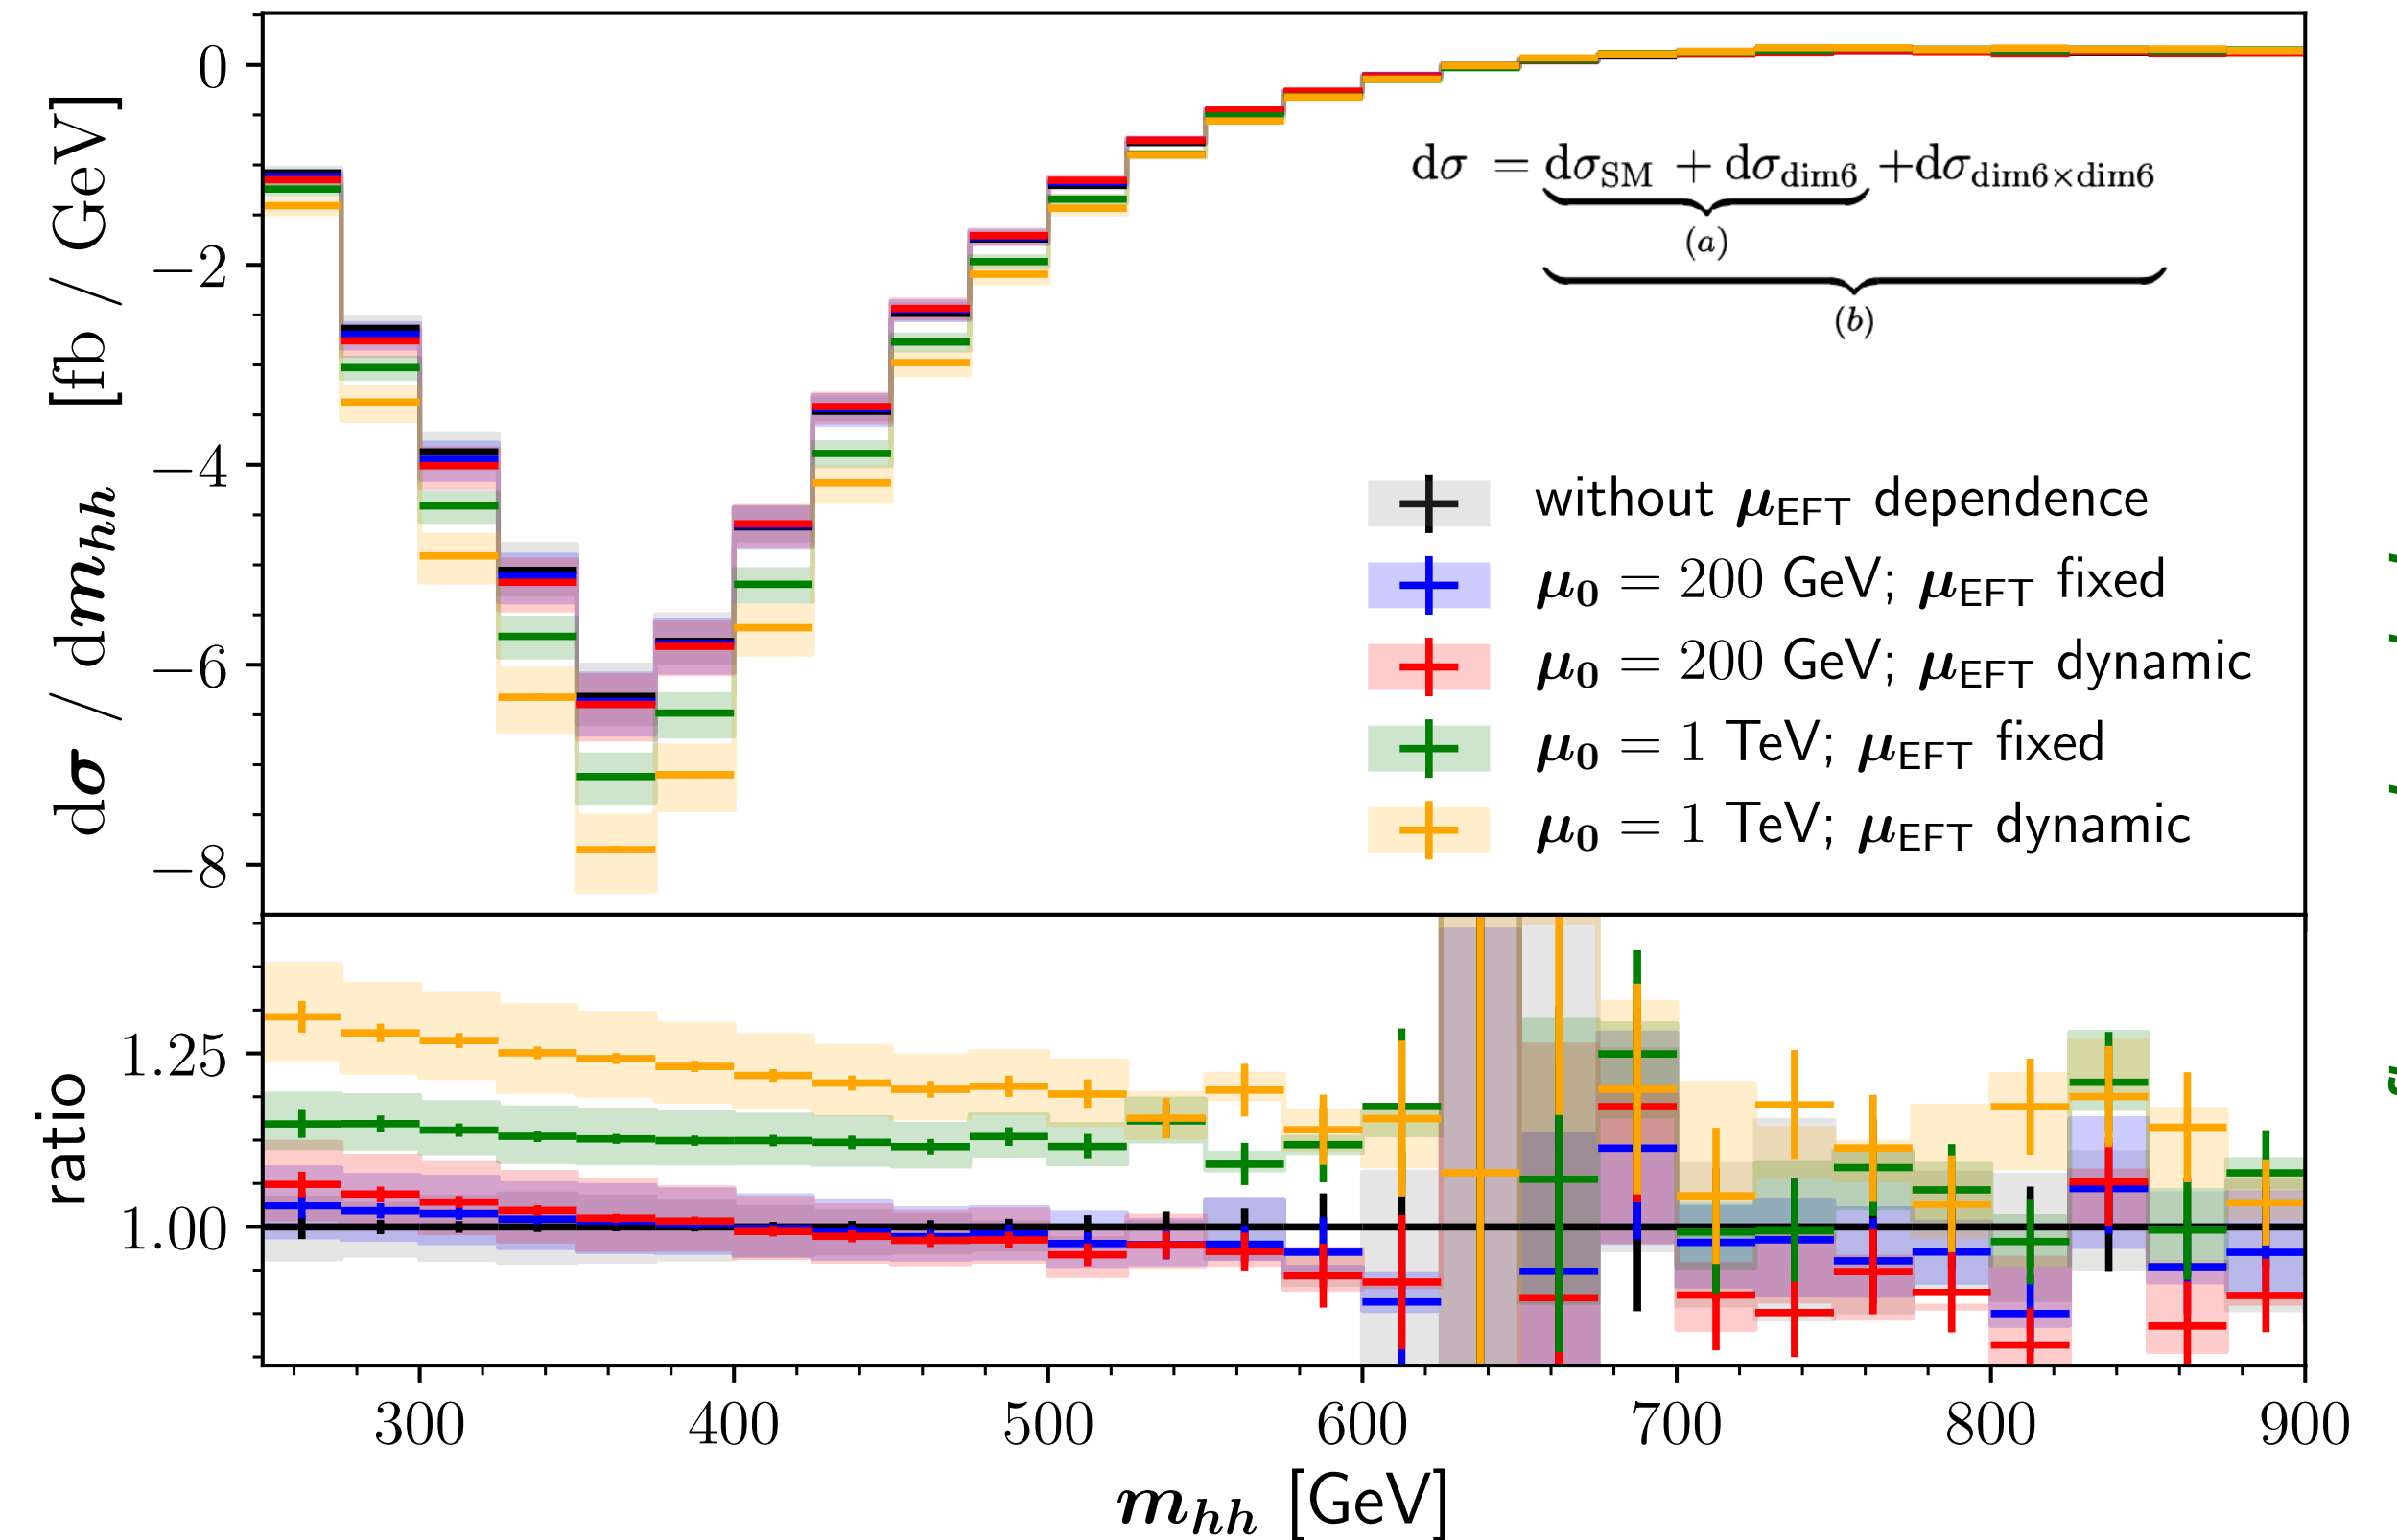 0
−2
−4
−6
−8
dσ / dm_hh [fb / GeV]
dσ = dσ_SM + dσ_dim6 + dσ_dim6×dim6
(a)
(b)
without μ_EFT dependence
μ_0 = 200 GeV; μ_EFT fixed
μ_0 = 200 GeV; μ_EFT dynamic
μ_0 = 1 TeV; μ_EFT fixed
μ_0 = 1 TeV; μ_EFT dynamic
1.25
1.00
ratio
300 400 500 600 700 800 900
m_hh [GeV]